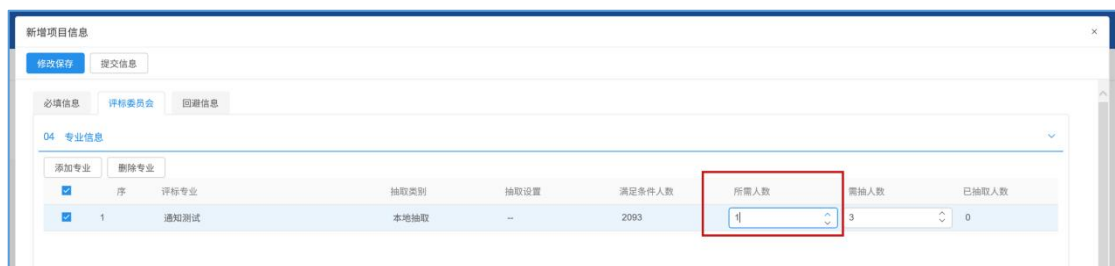 新增项目信息 ×
修改保存 提交信息
必填信息 评标委员会 回避信息
04 专业信息
添加专业 删除专业
序 评标专业 抽取类别 抽取设置 满足条件人数 所需人数 需抽人数 已抽取人数
1 通知测试 本地抽取 -- 2093 1 3 0